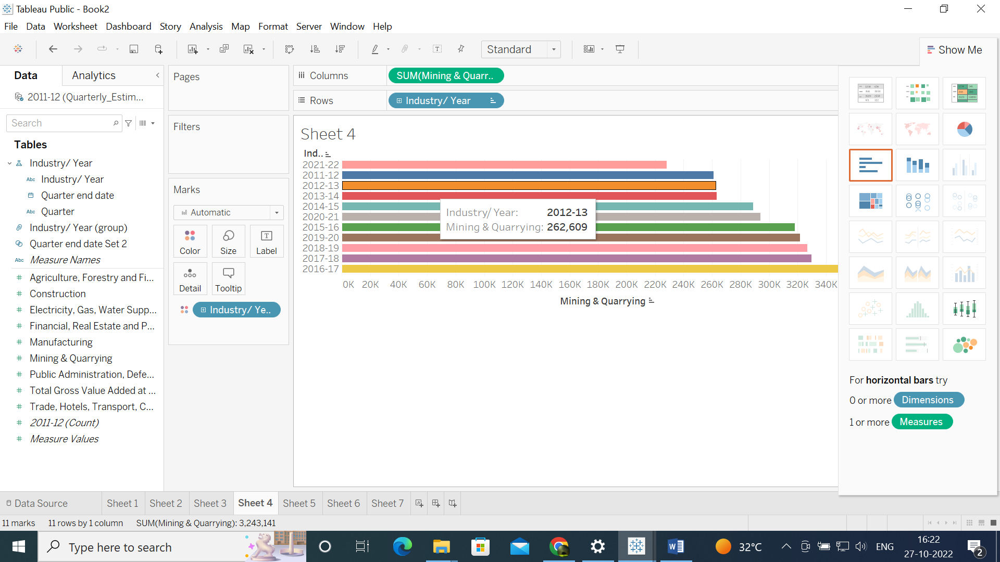 Tableau Public - Book2
File Data Worksheet Dashboard Story Analysis Map Format Server Window Help
Standard
Show Me
Data
Analytics
2011-12 (Quarterly_Estim...
Search
Tables
Industry/ Year
Abc Industry/ Year
Quarter end date
Abc Quarter
Industry/ Year (group)
Quarter end date Set 2
Abc Measure Names
Agriculture, Forestry and Fi...
Construction
Electricity, Gas, Water Supp...
Financial, Real Estate and P...
Manufacturing
Mining & Quarrying
Public Administration, Defe...
Total Gross Value Added at ...
Trade, Hotels, Transport, C...
2011-12 (Count)
Measure Values
Pages
Filters
Marks
Automatic
Color Size Label
Detail Tooltip
Industry/ Ye..
Columns
SUM(Mining & Quarr..
Rows
Industry/ Year
Sheet 4
Ind..
2021-22
2011-12
2012-13
2013-14
2014-15
2020-21
2015-16
2019-20
2018-19
2017-18
2016-17
Industry/ Year: 2012-13
Mining & Quarrying: 262,609
0K 20K 40K 60K 80K 100K 120K 140K 160K 180K 200K 220K 240K 260K 280K 300K 320K 340K
Mining & Quarrying
For horizontal bars try
0 or more Dimensions
1 or more Measures
Data Source Sheet 1 Sheet 2 Sheet 3 Sheet 4 Sheet 5 Sheet 6 Sheet 7
11 marks 11 rows by 1 column SUM(Mining & Quarrying): 3,243,141
Type here to search
32°C
ENG
16:22
27-10-2022
2